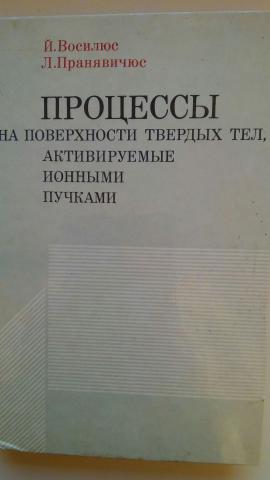 Й.Восилюс
Л.Пранявичюс
ПРОЦЕССЫ
НА ПОВЕРХНОСТИ ТВЕРДЫХ ТЕЛ,
АКТИВИРУЕМЫЕ
ИОННЫМИ
ПУЧКАМИ